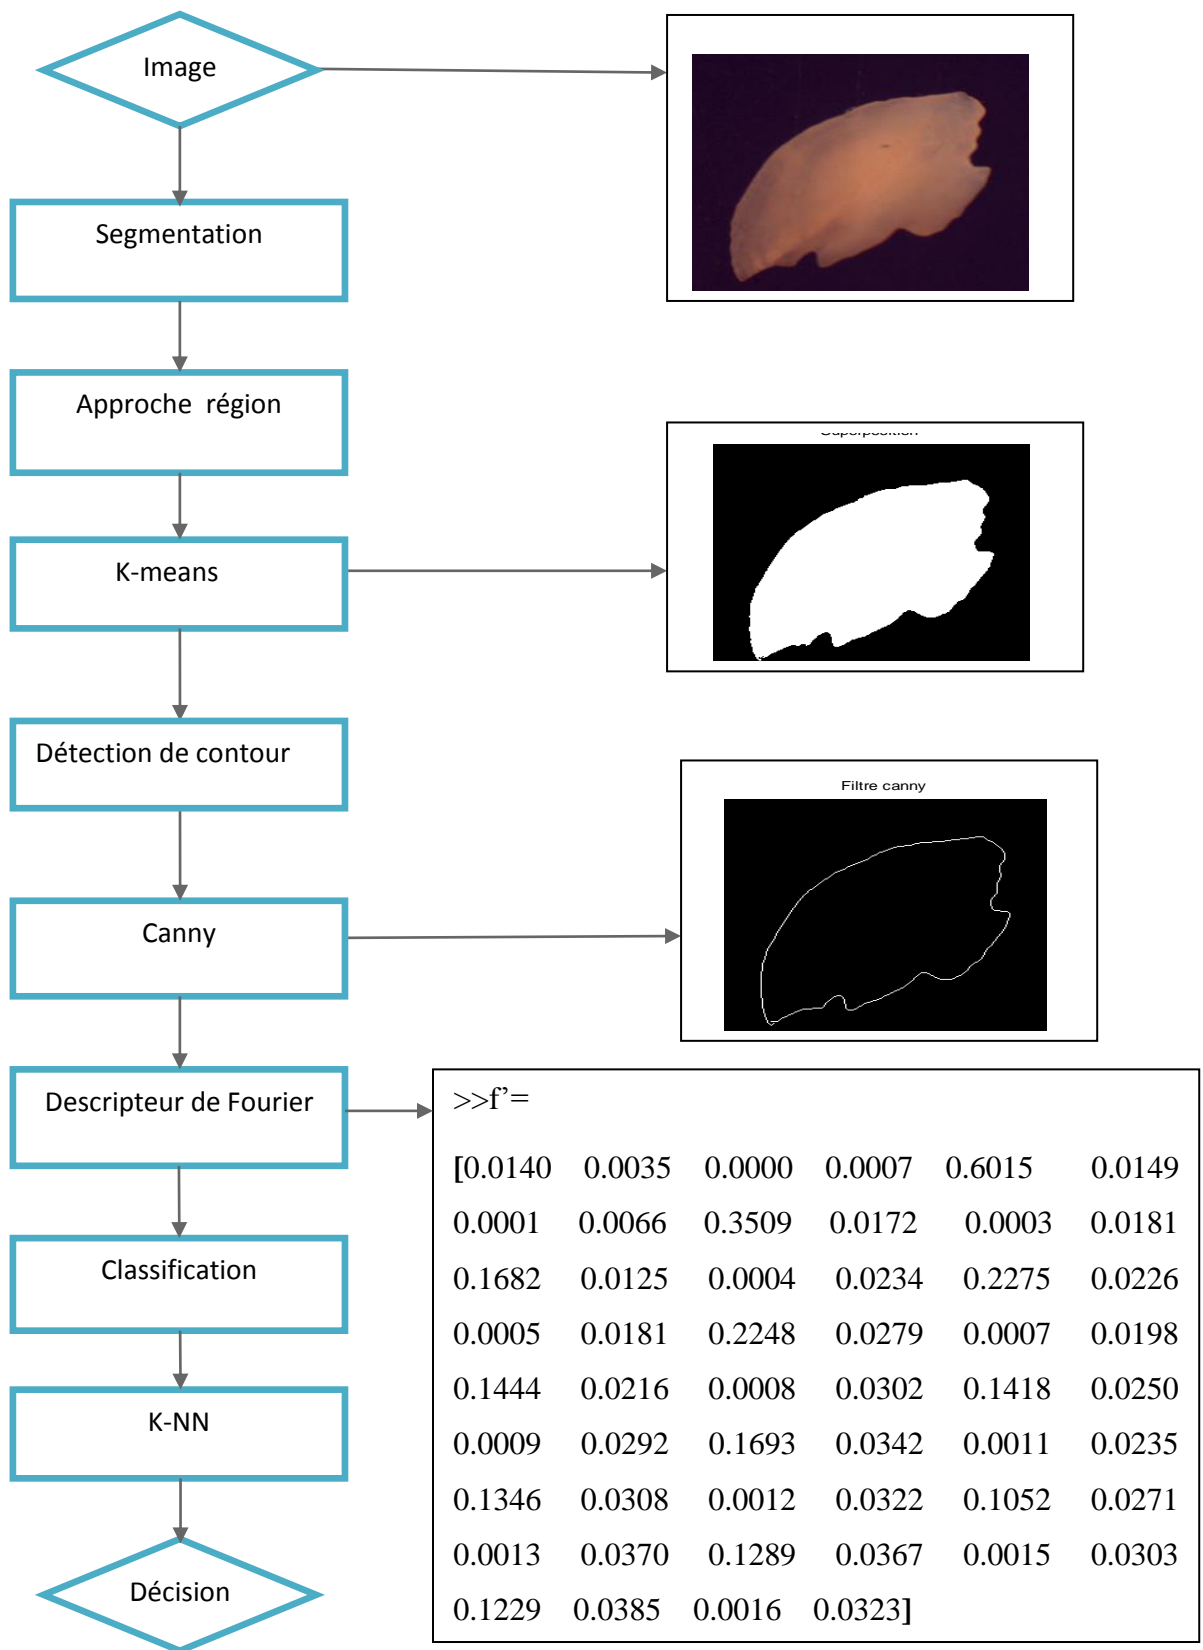 Image
Segmentation
Approche région
K-means
Détection de contour
Filtre canny
Canny
Descripteur de Fourier
>>f’=
[0.0140 0.0035 0.0000 0.0007 0.6015 0.0149
0.0001 0.0066 0.3509 0.0172 0.0003 0.0181
0.1682 0.0125 0.0004 0.0234 0.2275 0.0226
0.0005 0.0181 0.2248 0.0279 0.0007 0.0198
0.1444 0.0216 0.0008 0.0302 0.1418 0.0250
0.0009 0.0292 0.1693 0.0342 0.0011 0.0235
0.1346 0.0308 0.0012 0.0322 0.1052 0.0271
0.0013 0.0370 0.1289 0.0367 0.0015 0.0303
0.1229 0.0385 0.0016 0.0323]
Classification
K-NN
Décision